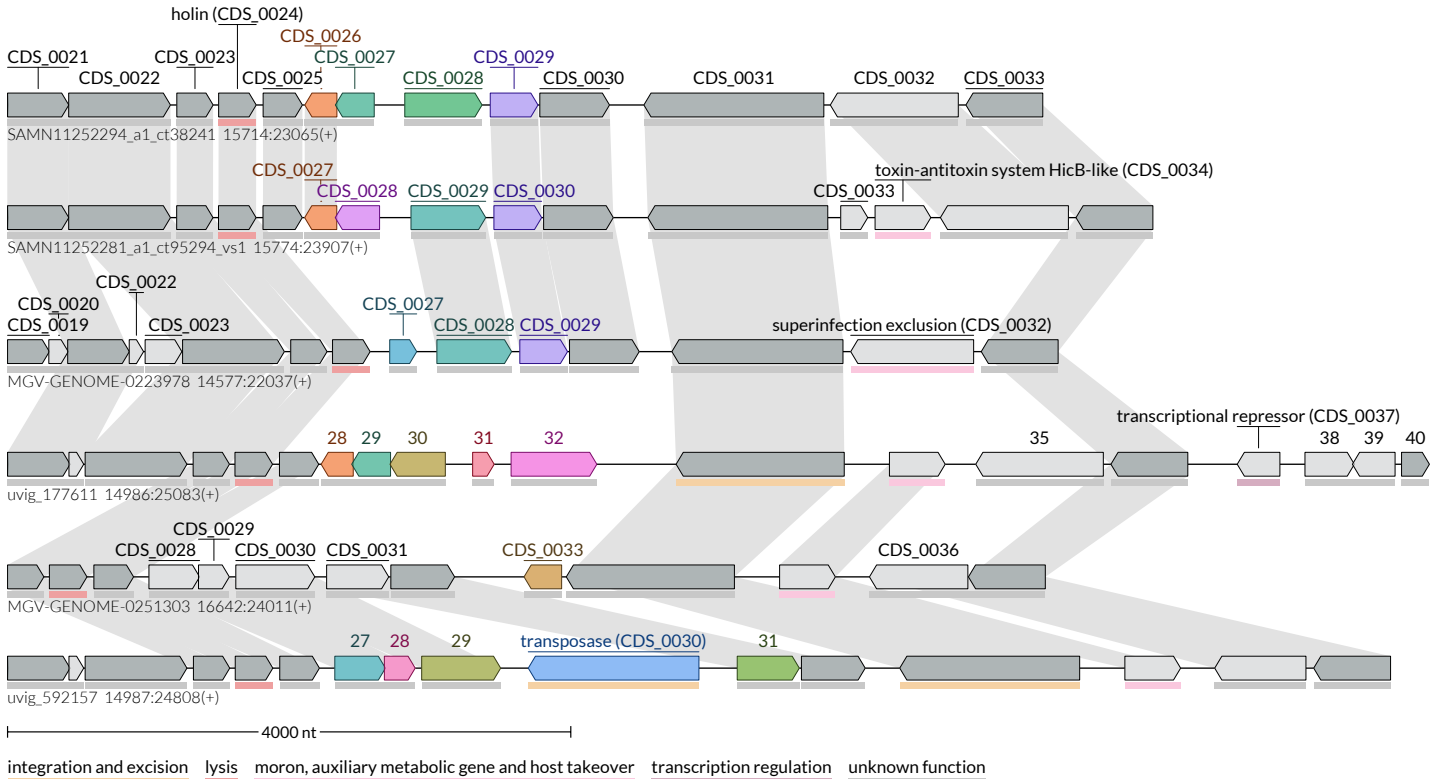 holin (CDS_0024)
CDS_0026
CDS_0021 CDS_0023 CDS_0027 CDS_0029
CDS_0022 CDS_0025 CDS_0028 CDS_0030 CDS_0031 CDS_0032 CDS_0033
SAMN11252294_a1_ct38241 15714:23065(+)
CDS_0027 toxin-antitoxin system HicB-like (CDS_0034)
CDS_0028 CDS_0029 CDS_0030 CDS_0033
SAMN11252281_a1_ct95294_vs1 15774:23907(+)
CDS_0022
CDS_0020 CDS_0027
CDS_0019 CDS_0023 CDS_0028 CDS_0029 superinfection exclusion (CDS_0032)
MGV-GENOME-0223978 14577:22037(+)
transcriptional repressor (CDS_0037)
28 29 30 31 32 35 38 39 40
uvig_177611 14986:25083(+)
CDS_0029
CDS_0028 CDS_0030 CDS_0031 CDS_0033 CDS_0036
MGV-GENOME-0251303 16642:24011(+)
27 28 29 transposase (CDS_0030) 31
uvig_592157 14987:24808(+)
4000 nt
integration and excision lysis moron, auxiliary metabolic gene and host takeover transcription regulation unknown function